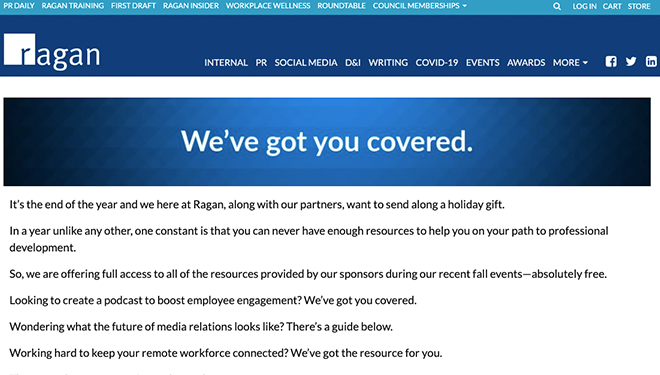 PR DAILY RAGAN TRAINING FIRST DRAFT RAGAN INSIDER WORKPLACE WELLNESS ROUNDTABLE COUNCIL MEMBERSHIPS LOG IN CART STORE
ragan
INTERNAL PR SOCIAL MEDIA D&I WRITING COVID-19 EVENTS AWARDS MORE
We've got you covered.
It's the end of the year and we here at Ragan, along with our partners, want to send along a holiday gift.
In a year unlike any other, one constant is that you can never have enough resources to help you on your path to professional
development.
So, we are offering full access to all of the resources provided by our sponsors during our recent fall events—absolutely free.
Looking to create a podcast to boost employee engagement? We've got you covered.
Wondering what the future of media relations looks like? There's a guide below.
Working hard to keep your remote workforce connected? We've got the resource for you.